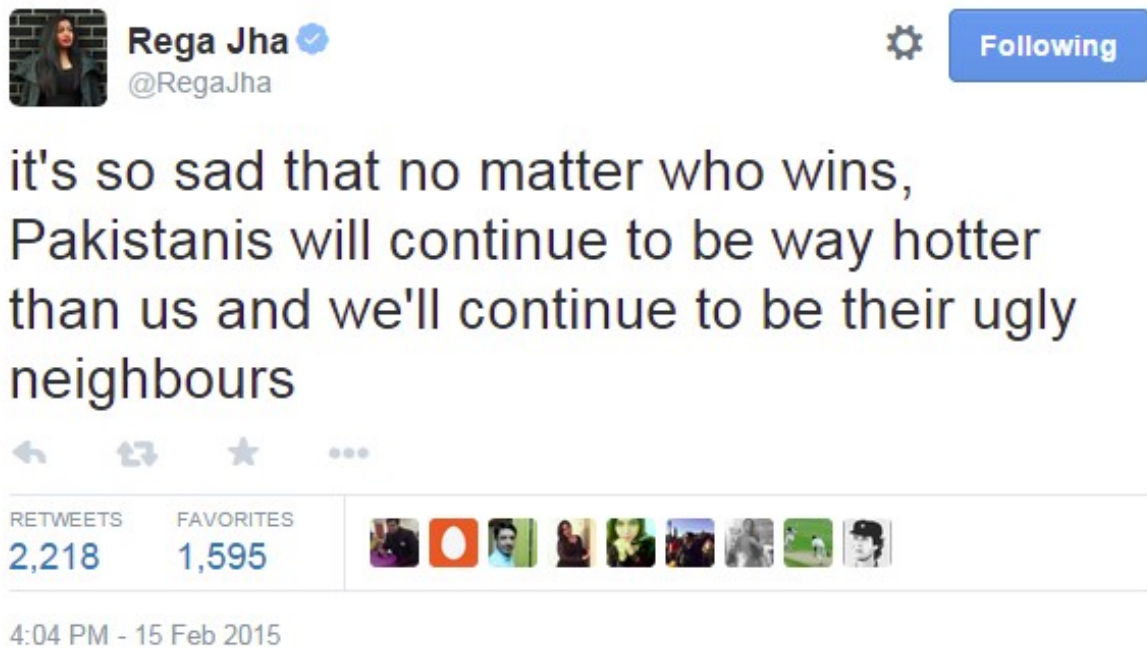 Rega Jha
Following
@RegaJha
it's so sad that no matter who wins,
Pakistanis will continue to be way hotter
than us and we'll continue to be their ugly
neighbours
RETWEETS FAVORITES
2,218 1,595
4:04 PM - 15 Feb 2015